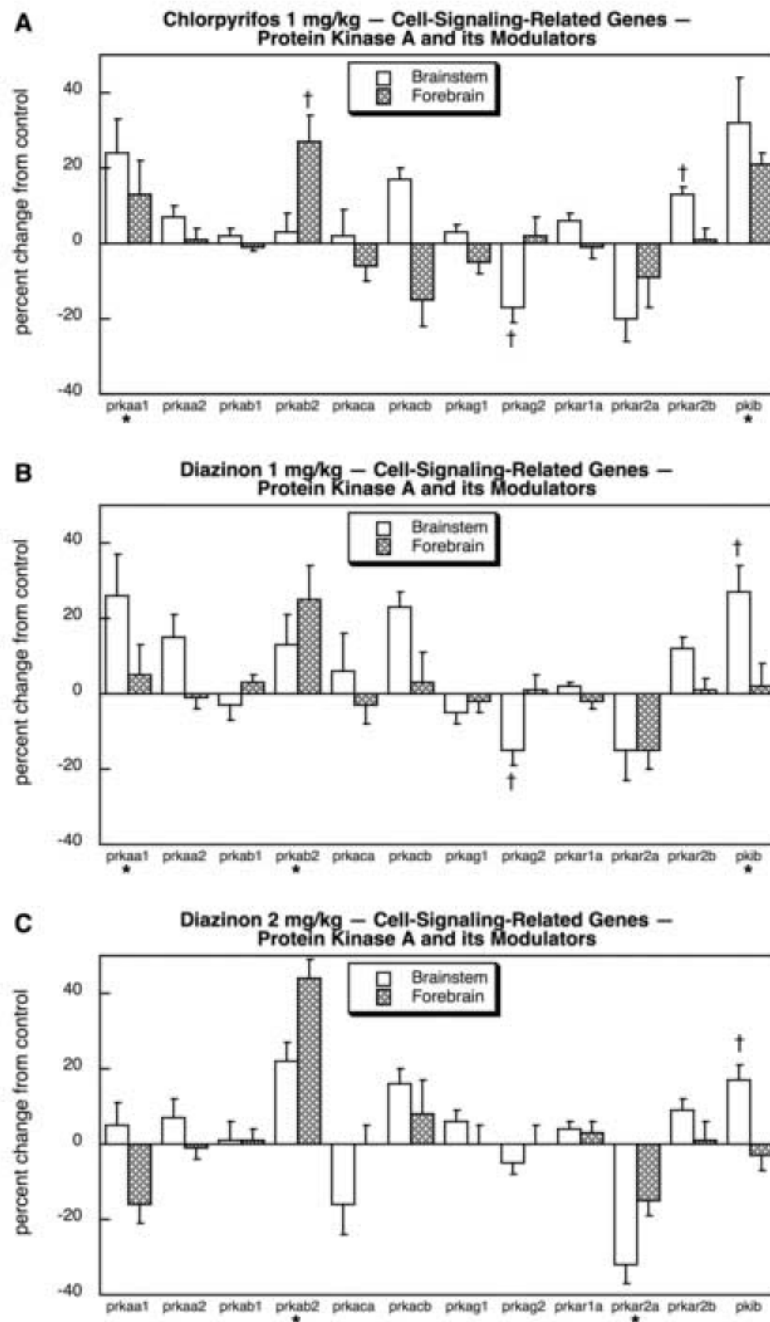 A
Chlorpyrifos 1 mg/kg — Cell-Signaling-Related Genes —
Protein Kinase A and its Modulators
Brainstem
Forebrain
percent change from control
40
20
0
-20
-40
†
†
†
prkaa1 prkaa2 prkab1 prkab2 prkaca prkacb prkag1 prkag2 prkar1a prkar2a prkar2b pkib
* *
B
Diazinon 1 mg/kg — Cell-Signaling-Related Genes —
Protein Kinase A and its Modulators
Brainstem
Forebrain
percent change from control
40
20
0
-20
-40
†
†
prkaa1 prkaa2 prkab1 prkab2 prkaca prkacb prkag1 prkag2 prkar1a prkar2a prkar2b pkib
* * *
C
Diazinon 2 mg/kg — Cell-Signaling-Related Genes —
Protein Kinase A and its Modulators
Brainstem
Forebrain
percent change from control
40
20
0
-20
-40
†
prkaa1 prkaa2 prkab1 prkab2 prkaca prkacb prkag1 prkag2 prkar1a prkar2a prkar2b pkib
* *